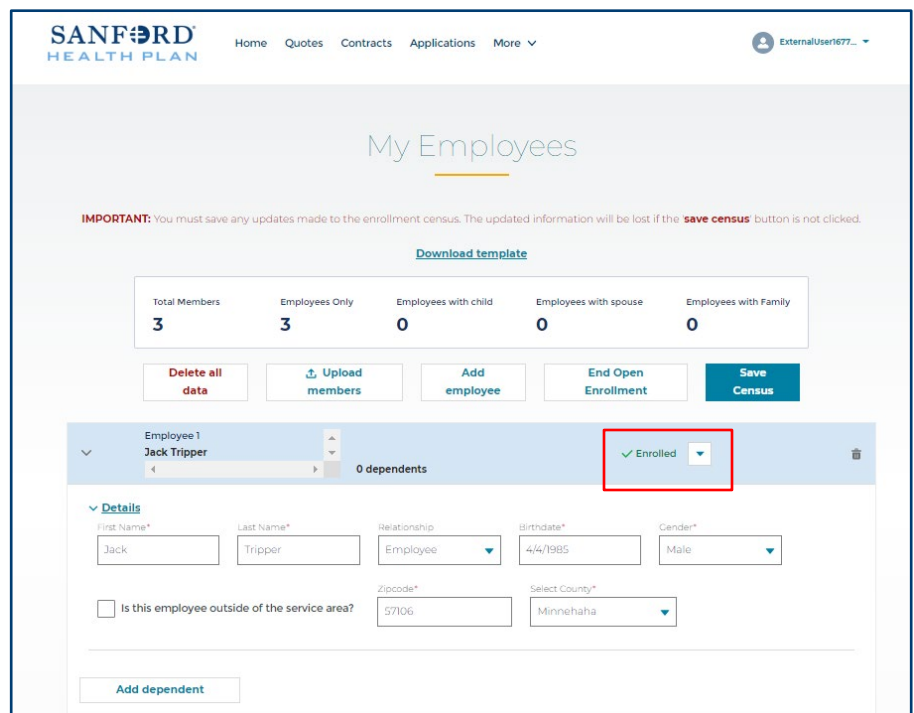 SANFORD
HEALTH PLAN
Home Quotes Contracts Applications More
ExternalUser1677...
My Employees
IMPORTANT: You must save any updates made to the enrollment census. The updated information will be lost if the 'save census' button is not clicked.
Download template
Total Members Employees Only Employees with child Employees with spouse Employees with Family
3 3 0 0 0
Delete all data
Upload members
Add employee
End Open Enrollment
Save Census
Employee 1
Jack Tripper
0 dependents
Enrolled
Details
First Name* Last Name* Relationship Birthdate* Gender*
Jack Tripper Employee 4/4/1985 Male
Zipcode* Select County*
Is this employee outside of the service area? 57106 Minnehaha
Add dependent